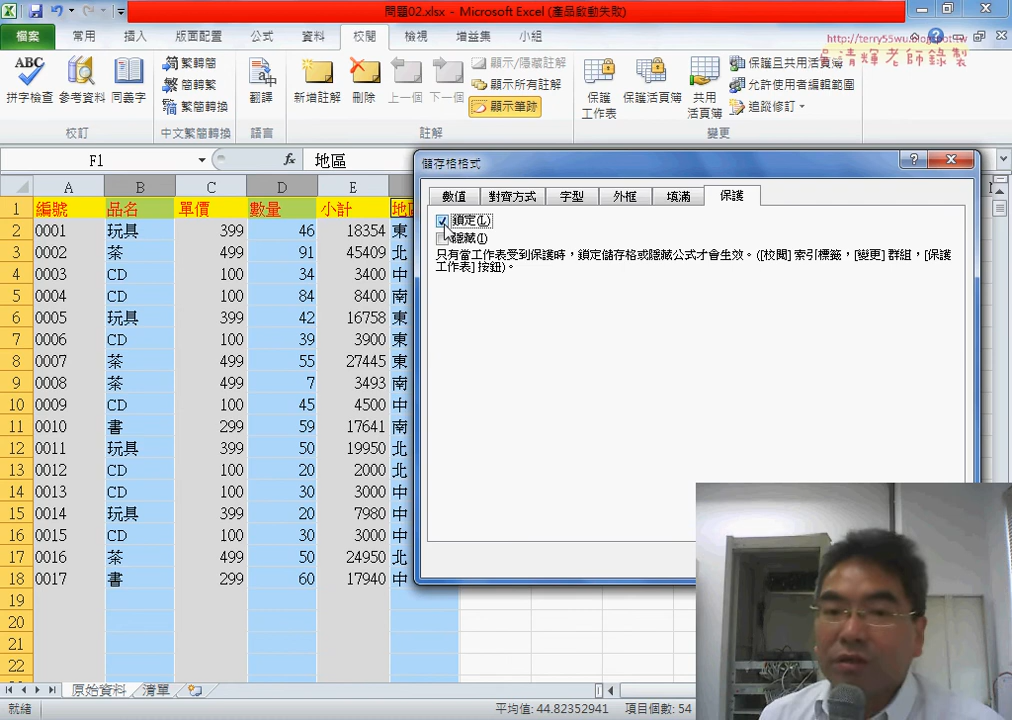 問題02.xlsx - Microsoft Excel (產品啟動失敗)
檔案 常用 插入 版面配置 公式 資料 校閱 檢視 增益集 小組
http://terry55wu.blogspot.tw
吳清輝老師錄製
ABC 繁轉簡 顯示/隱藏註解 保護且共用活頁簿
簡轉繁 顯示所有註解 允許使用者編輯範圍
拼字檢查 參考資料 同義字 繁簡轉換 翻譯 新增註解 刪除 上一個 下一個 顯示筆跡 保護工作表 保護活頁簿 共用活頁簿 追蹤修訂
校訂 中文繁簡轉換 語言 註解 變更
F1 fx 地區
儲存格格式
數值 對齊方式 字型 外框 填滿 保護
鎖定(L)
隱藏(I)
只有當工作表受到保護時，鎖定儲存格或隱藏公式才會生效。([校閱] 索引標籤，[變更] 群組，[保護
工作表] 按鈕)。
A B C D E
1 編號 品名 單價 數量 小計
2 0001 玩具 399 46 18354 東
3 0002 茶 499 91 45409 北
4 0003 CD 100 34 3400 中
5 0004 CD 100 84 8400 南
6 0005 玩具 399 42 16758 東
7 0006 CD 100 39 3900 東
8 0007 茶 499 55 27445 東
9 0008 茶 499 7 3493 南
10 0009 CD 100 45 4500 中
11 0010 書 299 59 17641 南
12 0011 玩具 399 50 19950 北
13 0012 CD 100 20 2000 北
14 0013 CD 100 30 3000 中
15 0014 玩具 399 20 7980 中
16 0015 CD 100 30 3000 中
17 0016 茶 499 50 24950 北
18 0017 書 299 60 17940 中
19
20
21
22
原始資料 清單
就緒 平均值: 44.82352941 項目個數: 54